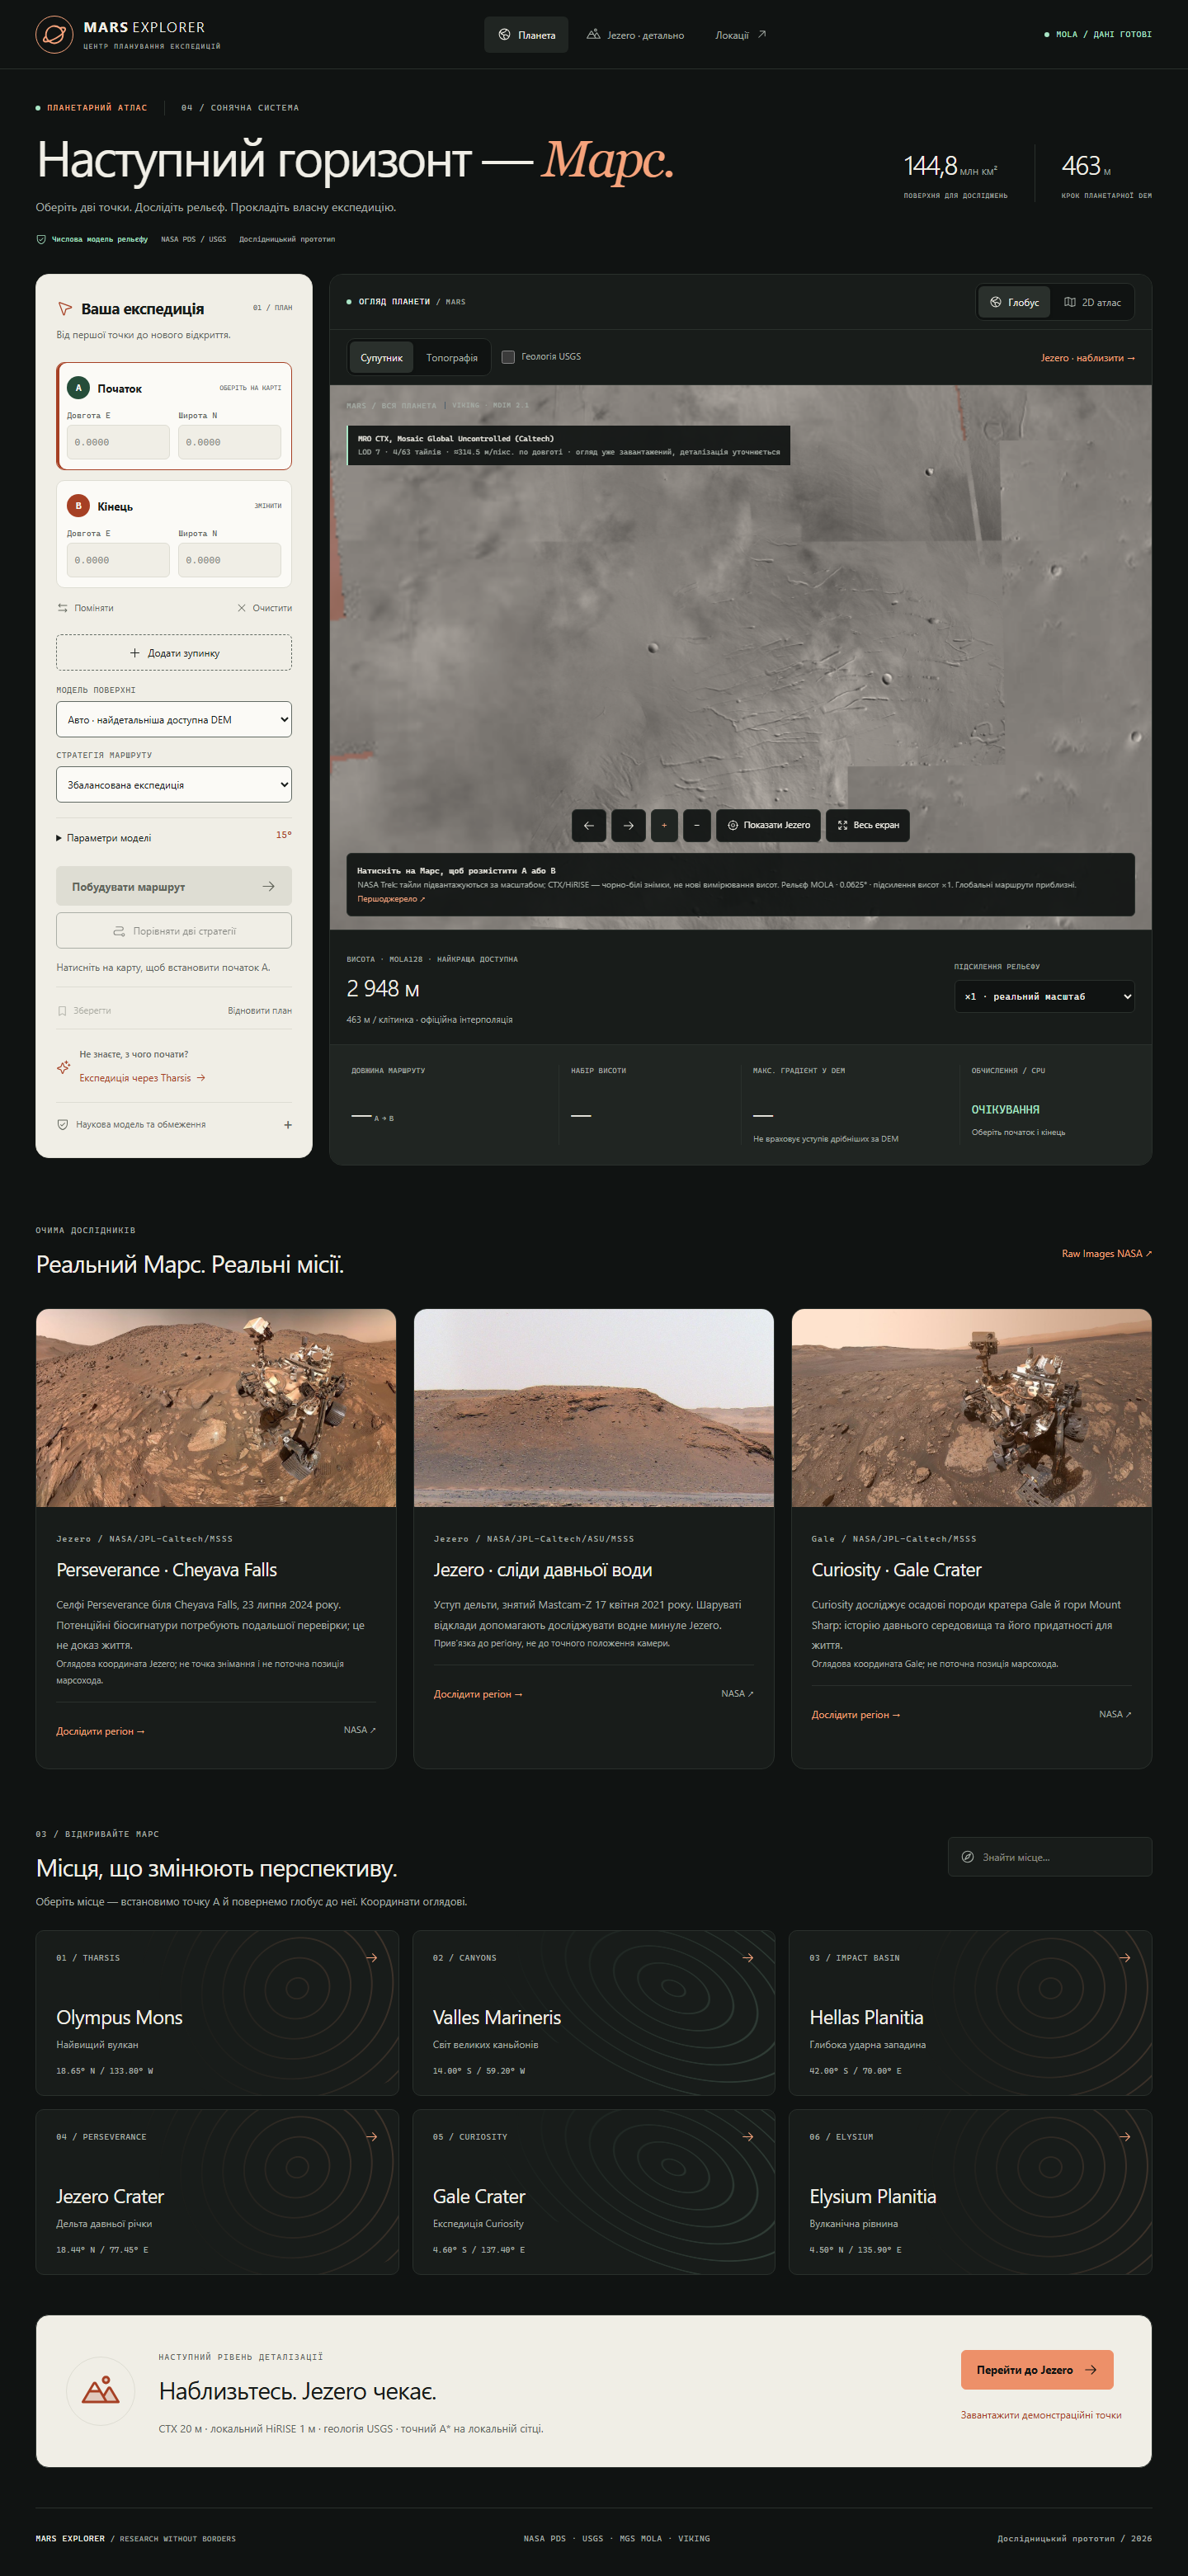 MARS EXPLORER
ЦЕНТР ПЛАНУВАННЯ ЕКСПЕДИЦІЙ
Планета
Jezero · детально
Локації ↗
MOLA / ДАНІ ГОТОВІ
ПЛАНЕТАРНИЙ АТЛАС
04 / СОНЯЧНА СИСТЕМА
Наступний горизонт — Марс.
Оберіть дві точки. Дослідіть рельєф. Прокладіть власну експедицію.
144,8 млн км²
ПОВЕРХНЯ ДЛЯ ДОСЛІДЖЕНЬ
463 м
КРОК ПЛАНЕТАРНОЇ DEM
Числова модель рельєфу
NASA PDS / USGS
Дослідницький прототип
Ваша експедиція
01 / ПЛАН
Від першої точки до нового відкриття.
A
Початок
ОБЕРІТЬ НА КАРТІ
Довгота E
Широта N
0.0000
0.0000
B
Кінець
ЗМІНИТИ
Довгота E
Широта N
0.0000
0.0000
Поміняти
Очистити
Додати зупинку
МОДЕЛЬ ПОВЕРХНІ
Авто · найдетальніша доступна DEM
СТРАТЕГІЯ МАРШРУТУ
Збалансована експедиція
Параметри моделі
15°
Побудувати маршрут →
Порівняти дві стратегії
Натисніть на карту, щоб встановити початок A.
Зберегти
Відновити план
Не знаєте, з чого почати?
Експедиція через Tharsis →
Наукова модель та обмеження +
ОГЛЯД ПЛАНЕТИ / MARS
Глобус
2D атлас
Супутник
Топографія
Геологія USGS
Jezero · наблизити →
MARS / ВСЯ ПЛАНЕТА | VIKING · MDIM 2.1
MRO CTX, Mosaic Global Uncontrolled (Caltech)
LOD 7 · 4/63 тайлів · ≈314.5 м/пікс. по довготі · огляд уже завантажений, деталізація уточнюється
←
→
+
−
Показати Jezero
Весь екран
Натисніть на Марс, щоб розмістити A або B
NASA Trek: тайли підвантажуються за масштабом; CTX/HiRISE — чорно-білі знімки, не нові вимірювання висот. Рельєф MOLA · 0.0625° · підсилення висот ×1. Глобальні маршрути приблизні.
Першоджерело ↗
ВИСОТА · MOLA128 · НАЙКРАЩА ДОСТУПНА
2 948 м
463 м / клітинка · офіційна інтерполяція
ПІДСИЛЕННЯ РЕЛЬЄФУ
×1 · реальний масштаб
ДОВЖИНА МАРШРУТУ
— A → B
НАБІР ВИСОТИ
—
МАКС. ГРАДІЄНТ У DEM
—
Не враховує уступів дрібніших за DEM
ОБЧИСЛЕННЯ / CPU
ОЧІКУВАННЯ
Оберіть початок і кінець
ОЧИМА ДОСЛІДНИКІВ
Реальний Марс. Реальні місії.
Raw Images NASA ↗
Jezero / NASA/JPL-Caltech/MSSS
Perseverance · Cheyava Falls
Селфі Perseverance біля Cheyava Falls, 23 липня 2024 року.
Потенційні біосигнатури потребують подальшої перевірки; це
не доказ життя.
Оглядова координата Jezero; не точка знімання і не поточна позиція
марсохода.
Дослідити регіон →
NASA ↗
Jezero / NASA/JPL-Caltech/ASU/MSSS
Jezero · сліди давньої води
Уступ дельти, знятий Mastcam-Z 17 квітня 2021 року. Шаруваті
відклади допомагають досліджувати водне минуле Jezero.
Прив'язка до регіону, не до точного положення камери.
Дослідити регіон →
NASA ↗
Gale / NASA/JPL-Caltech/MSSS
Curiosity · Gale Crater
Curiosity досліджує осадові породи кратера Gale й гори Mount
Sharp: історію давнього середовища та його придатності для
життя.
Оглядова координата Gale; не поточна позиція марсохода.
Дослідити регіон →
NASA ↗
03 / ВІДКРИВАЙТЕ МАРС
Місця, що змінюють перспективу.
Оберіть місце — встановимо точку A й повернемо глобус до неї. Координати оглядові.
Знайти місце...
01 / THARSIS
Olympus Mons
Найвищий вулкан
18.65° N / 133.80° W
02 / CANYONS
Valles Marineris
Світ великих каньйонів
14.00° S / 59.20° W
03 / IMPACT BASIN
Hellas Planitia
Глибока ударна западина
42.00° S / 70.00° E
04 / PERSEVERANCE
Jezero Crater
Дельта давньої річки
18.44° N / 77.45° E
05 / CURIOSITY
Gale Crater
Експедиція Curiosity
4.60° S / 137.40° E
06 / ELYSIUM
Elysium Planitia
Вулканічна рівнина
4.50° N / 135.90° E
НАСТУПНИЙ РІВЕНЬ ДЕТАЛІЗАЦІЇ
Наблизьтесь. Jezero чекає.
CTX 20 м · локальний HiRISE 1 м · геологія USGS · точний A* на локальній сітці.
Перейти до Jezero →
Завантажити демонстраційні точки
MARS EXPLORER / RESEARCH WITHOUT BORDERS
NASA PDS · USGS · MGS MOLA · VIKING
Дослідницький прототип / 2026